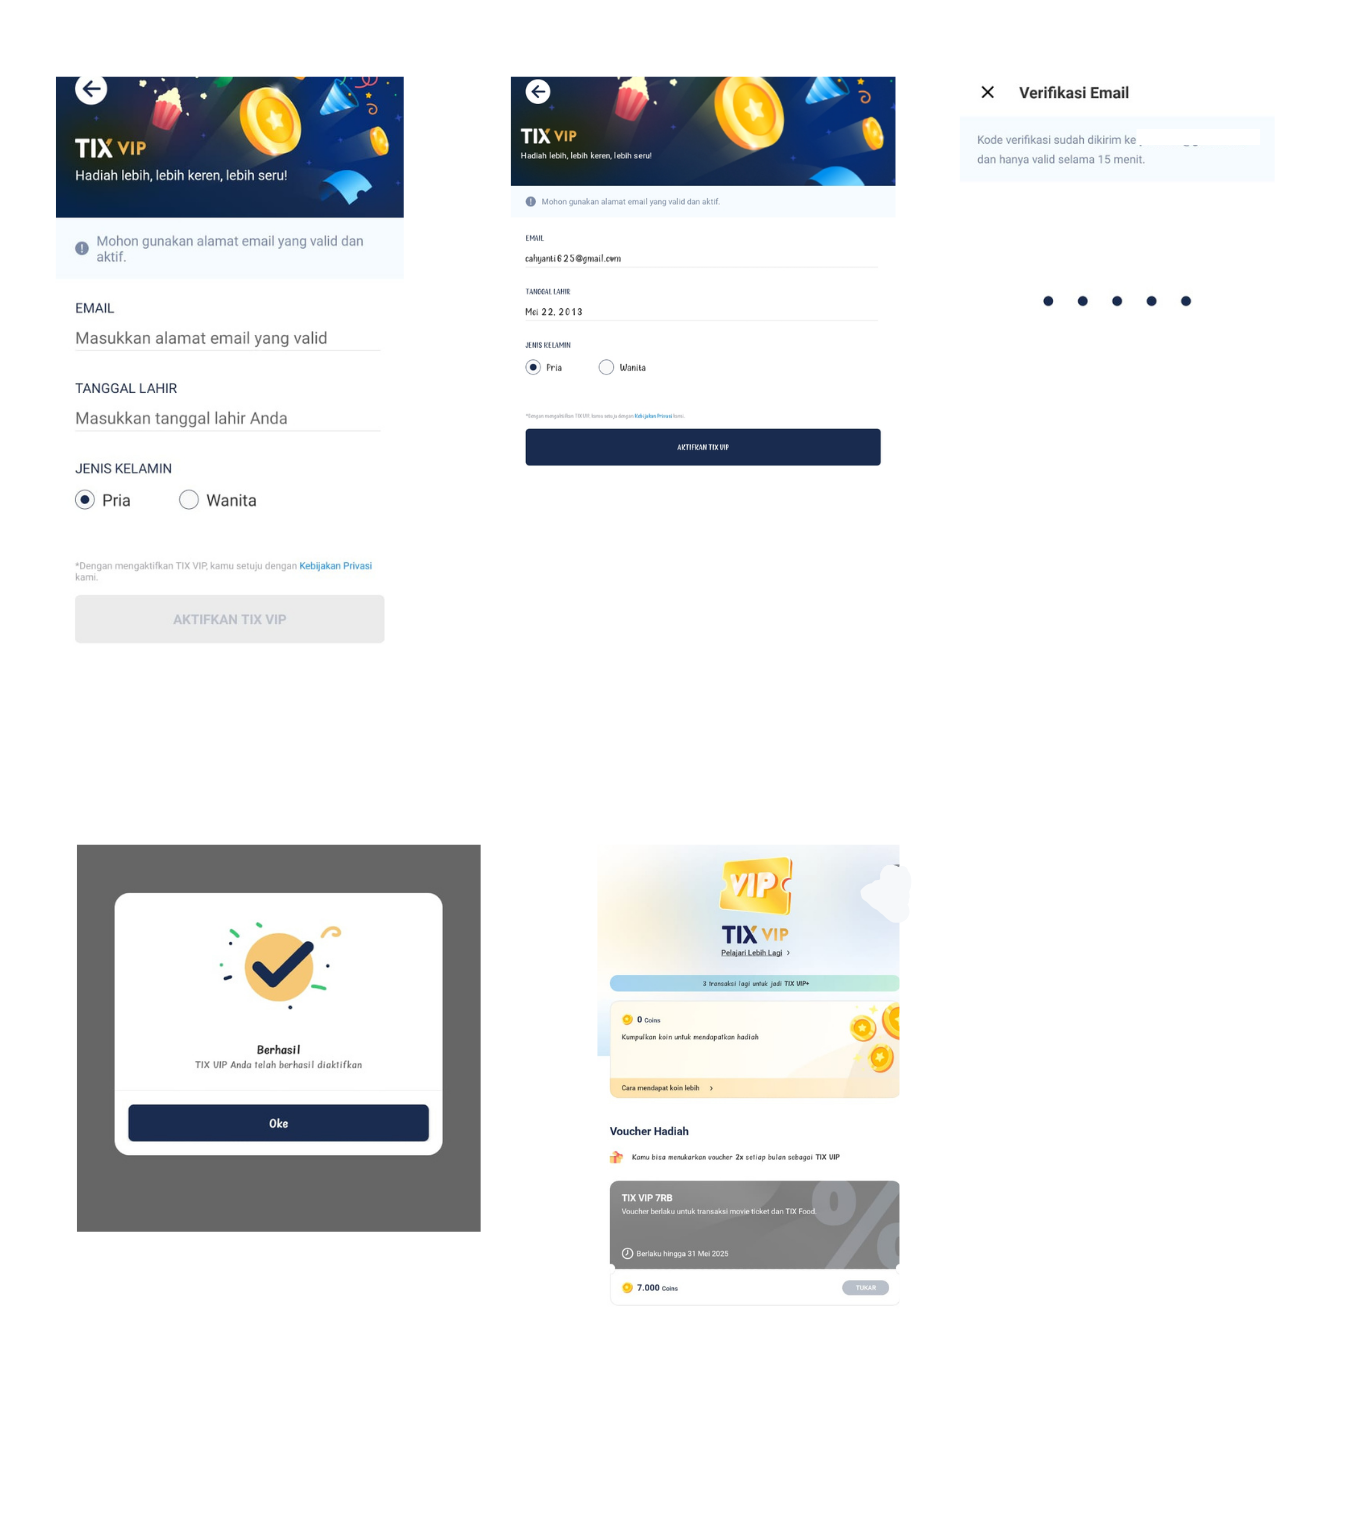 TIX VIP
Hadiah lebih, lebih keren, lebih seru!
Mohon gunakan alamat email yang valid dan
aktif.
EMAIL
Masukkan alamat email yang valid
TANGGAL LAHIR
Masukkan tanggal lahir Anda
JENIS KELAMIN
Pria Wanita
*Dengan mengaktifkan TIX VIP, kamu setuju dengan Kebijakan Privasi
kami.
AKTIFKAN TIX VIP
TIX VIP
Hadiah lebih, lebih keren, lebih seru!
Mohon gunakan alamat email yang valid dan aktif.
EMAIL
cahyanti625@gmail.com
TANGGAL LAHIR
Mei 22, 2013
JENIS KELAMIN
Pria Wanita
*Dengan mengaktifkan TIX VIP, kamu setuju dengan Kebijakan Privasi kami.
AKTIFKAN TIX VIP
Verifikasi Email
Kode verifikasi sudah dikirim ke
dan hanya valid selama 15 menit.
Berhasil
TIX VIP Anda telah berhasil diaktifkan
Oke
VIP
TIX VIP
Pelajari Lebih Lagi >
3 transaksi lagi untuk jadi TIX VIP+
0 Coins
Kumpulkan koin untuk mendapatkan hadiah
Cara mendapat koin lebih >
Voucher Hadiah
Kamu bisa menukarkan voucher 2x setiap bulan sebagai TIX VIP
TIX VIP 7RB
Voucher berlaku untuk transaksi movie ticket dan TIX Food.
Berlaku hingga 31 Mei 2025
7.000 Coins
TUKAR